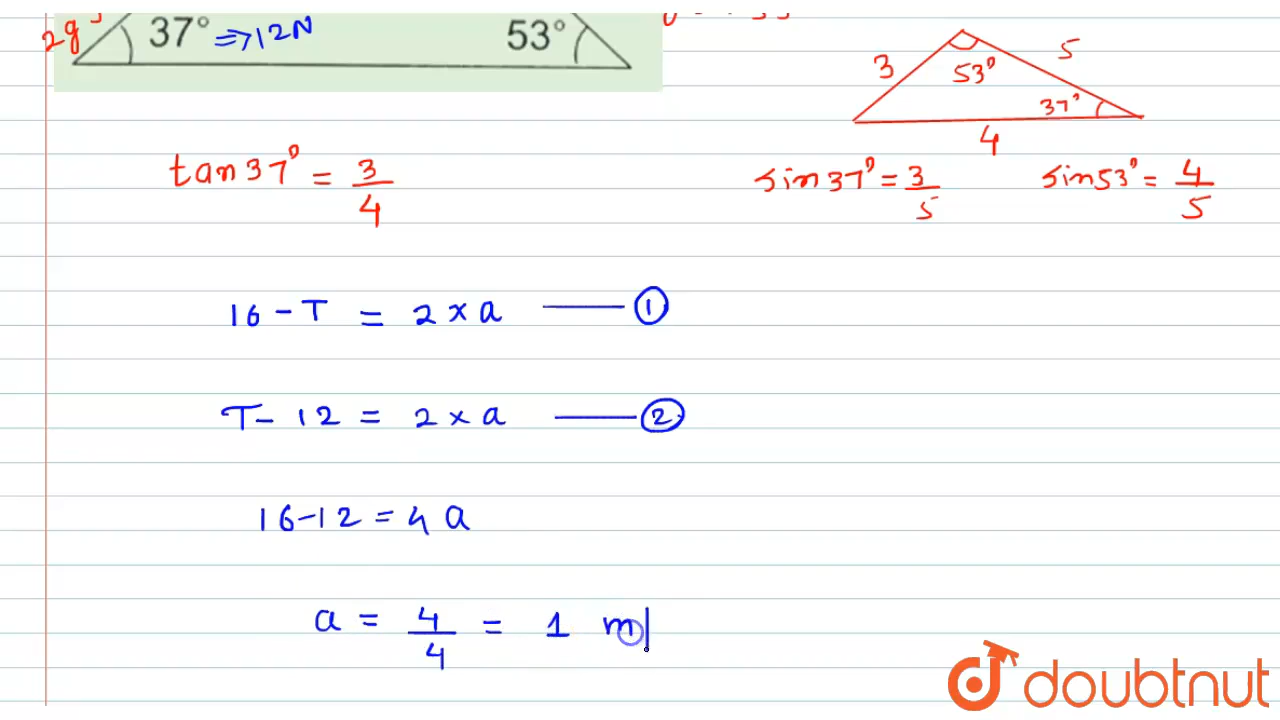 2g
37° ⇒ 12N 53°
3 5
53°
37°
4
tan 37° = 3/4
sin 37° = 3/5 sin 53° = 4/5
16 - T = 2 × a —— ①
T - 12 = 2 × a —— ②
16 - 12 = 4 a
a = 4/4 = 1 m
doubtnut